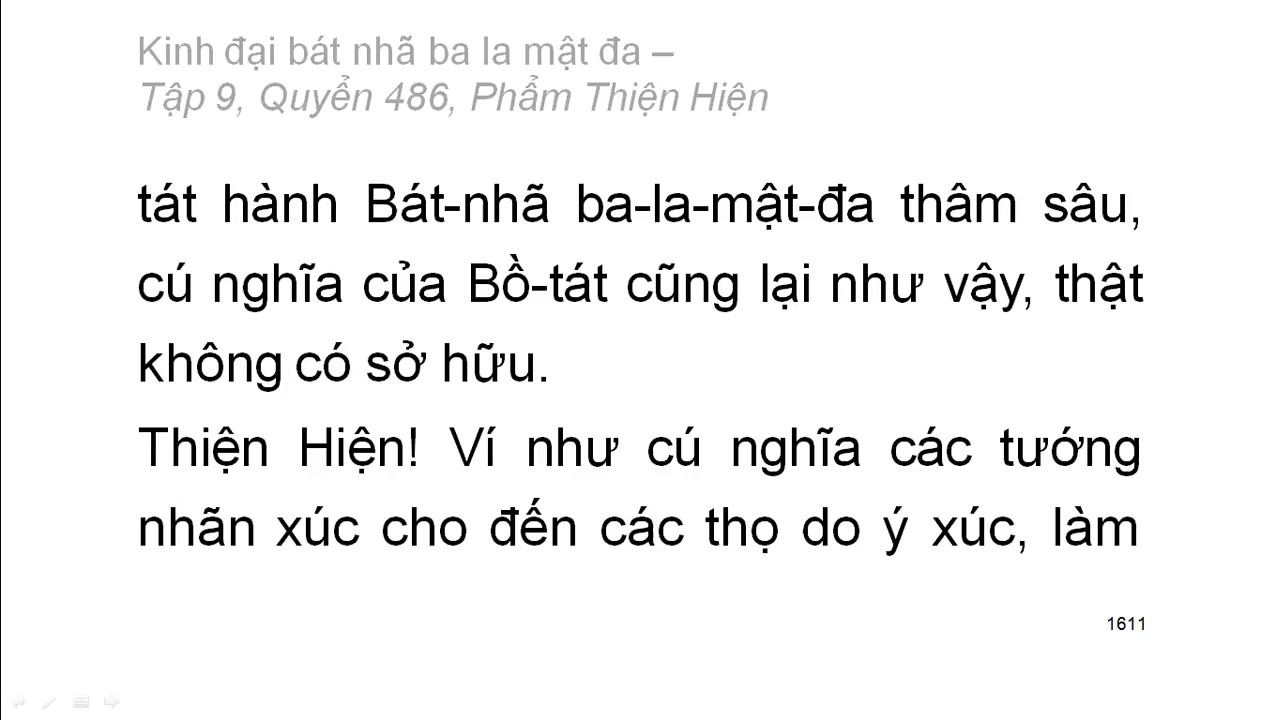 Kinh đại bát nhã ba la mật đa –
Tập 9, Quyển 486, Phẩm Thiện Hiện
tát hành Bát-nhã ba-la-mật-đa thâm sâu,
cú nghĩa của Bồ-tát cũng lại như vậy, thật
không có sở hữu.
Thiện Hiện! Ví như cú nghĩa các tướng
nhãn xúc cho đến các thọ do ý xúc, làm
1611